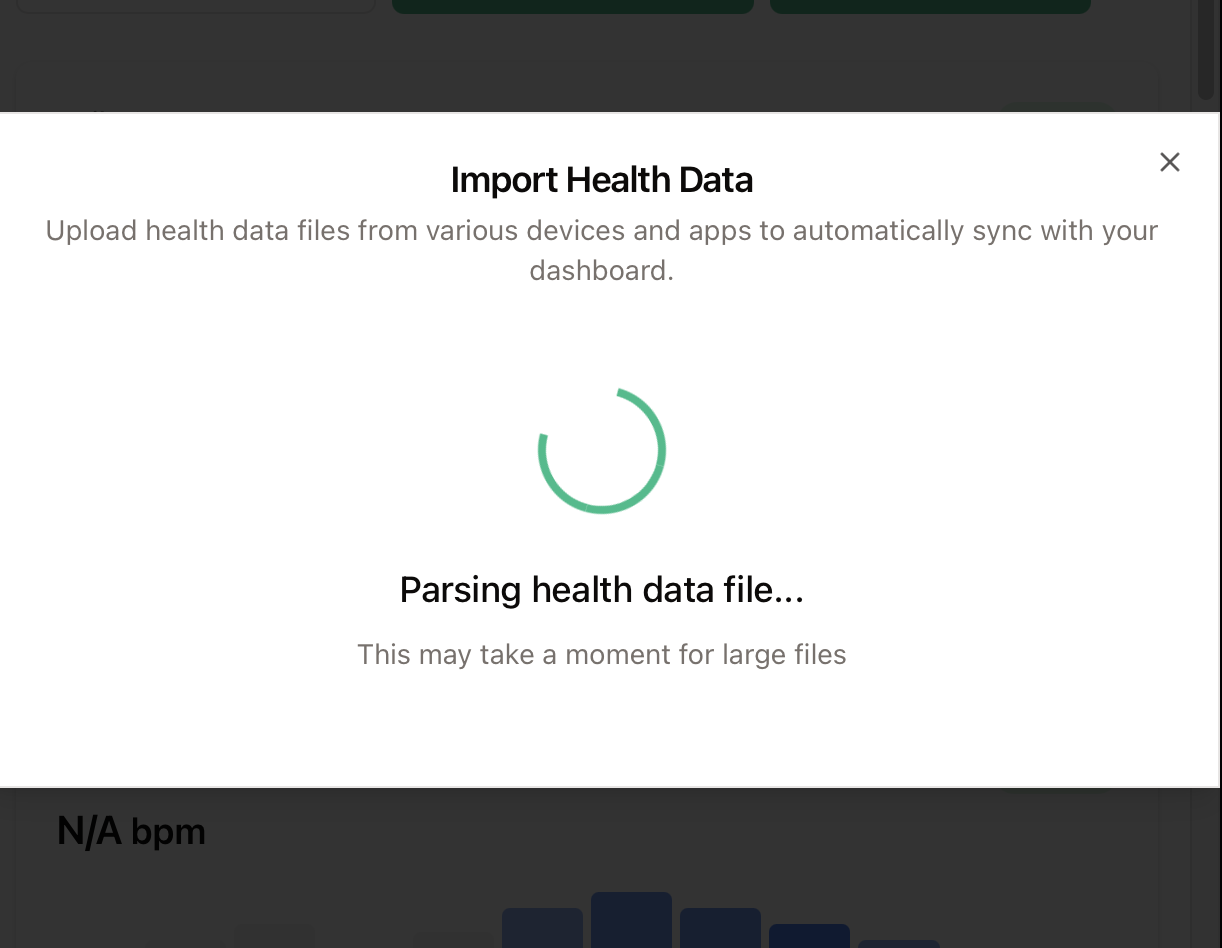 Import Health Data
Upload health data files from various devices and apps to automatically sync with your
dashboard.
Parsing health data file...
This may take a moment for large files
N/A bpm